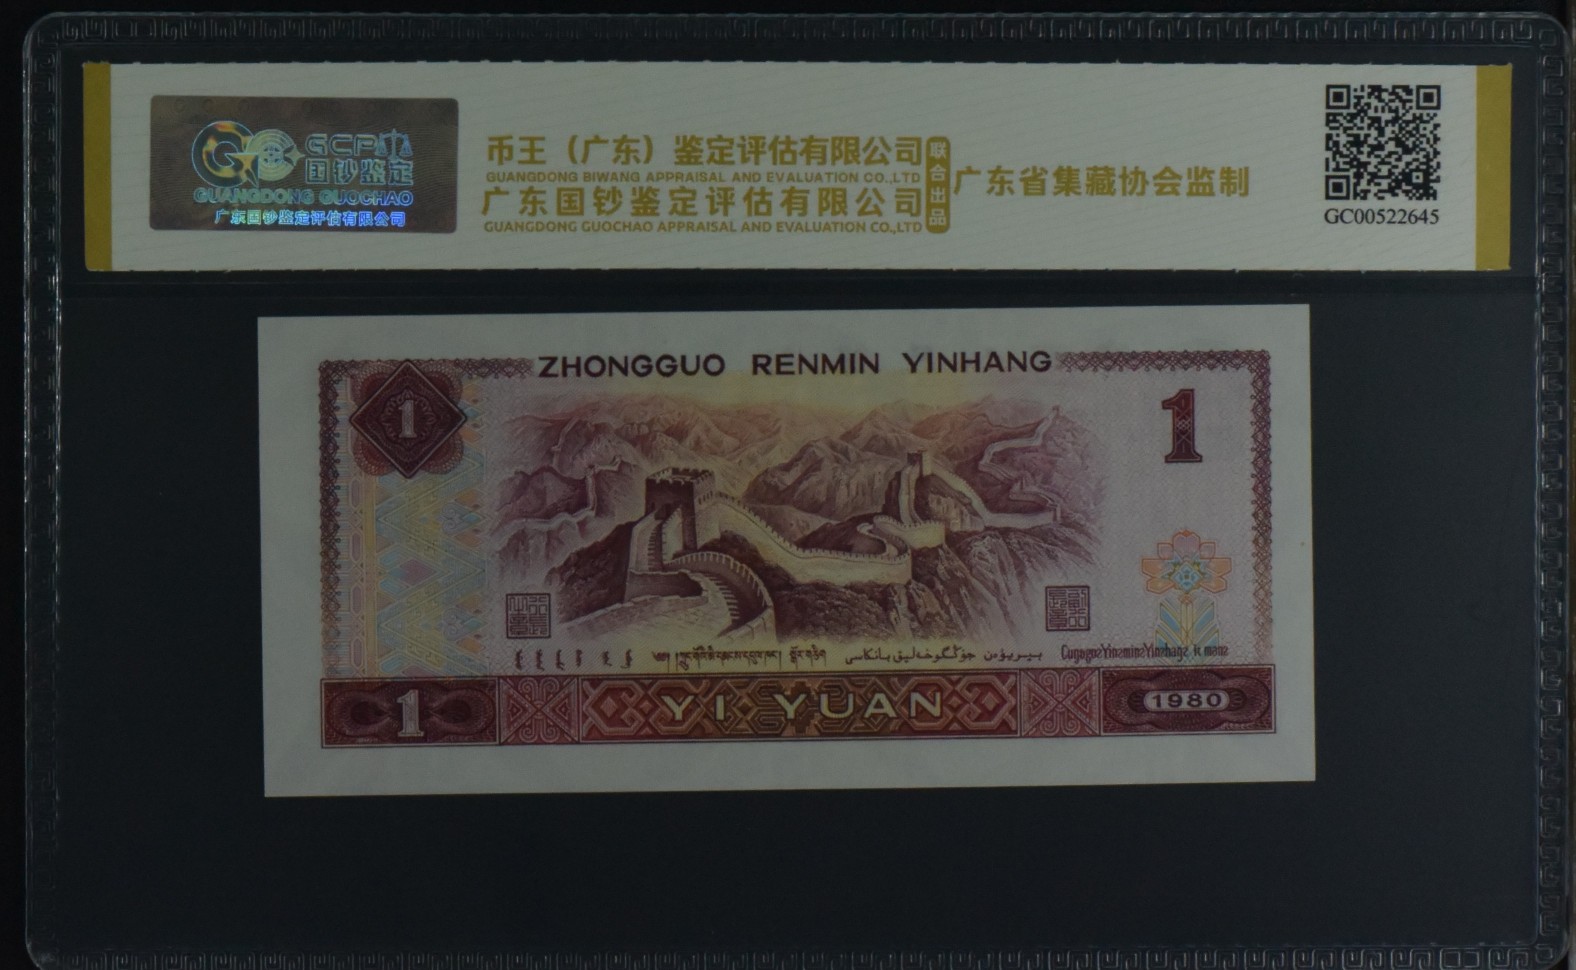 GCP
国钞鉴定
GUANGDONG GUOCHAO
广东国钞鉴定评估有限公司
币王（广东）鉴定评估有限公司
GUANGDONG BIWANG APPRAISAL AND EVALUATION CO.,LTD
广东国钞鉴定评估有限公司
GUANGDONG GUOCHAO APPRAISAL AND EVALUATION CO.,LTD
联合出品
广东省集藏协会监制
GC00522645
ZHONGGUO RENMIN YINHANG
1
1
1
YI YUAN
1980